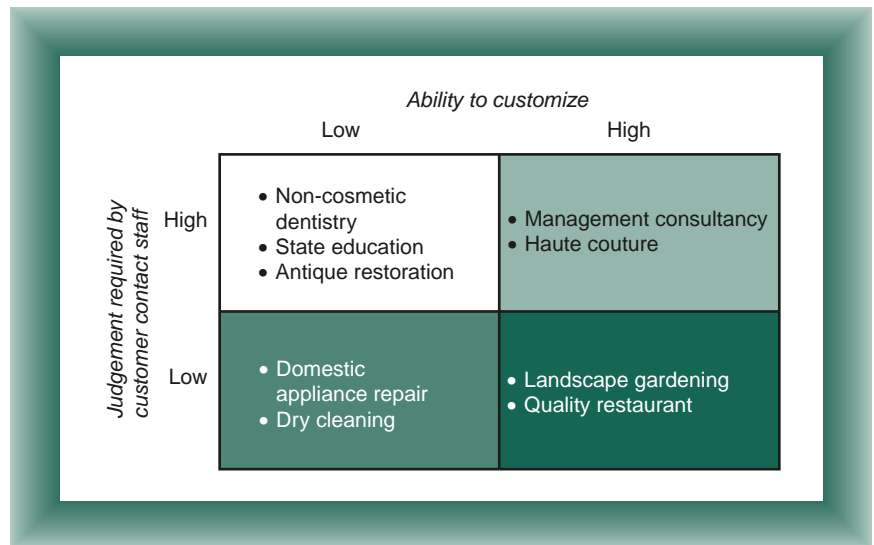 Ability to customize
Low
High
Judgement required by
customer contact staff
High
• Non-cosmetic
dentistry
• State education
• Antique restoration
• Management consultancy
• Haute couture
Low
• Domestic
appliance repair
• Dry cleaning
• Landscape gardening
• Quality restaurant